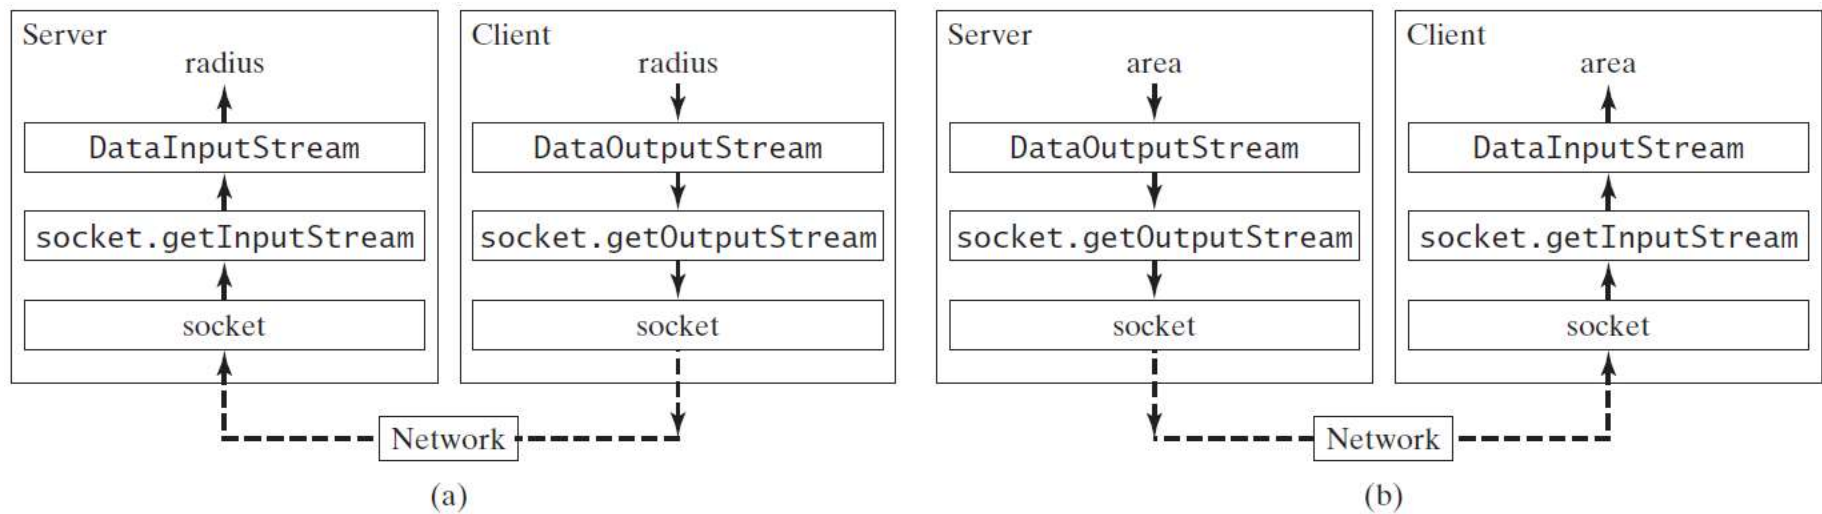 Server
radius
DataInputStream
socket.getInputStream
socket
Client
radius
DataOutputStream
socket.getOutputStream
socket
Network
(a)
Server
area
DataOutputStream
socket.getOutputStream
socket
Client
area
DataInputStream
socket.getInputStream
socket
Network
(b)